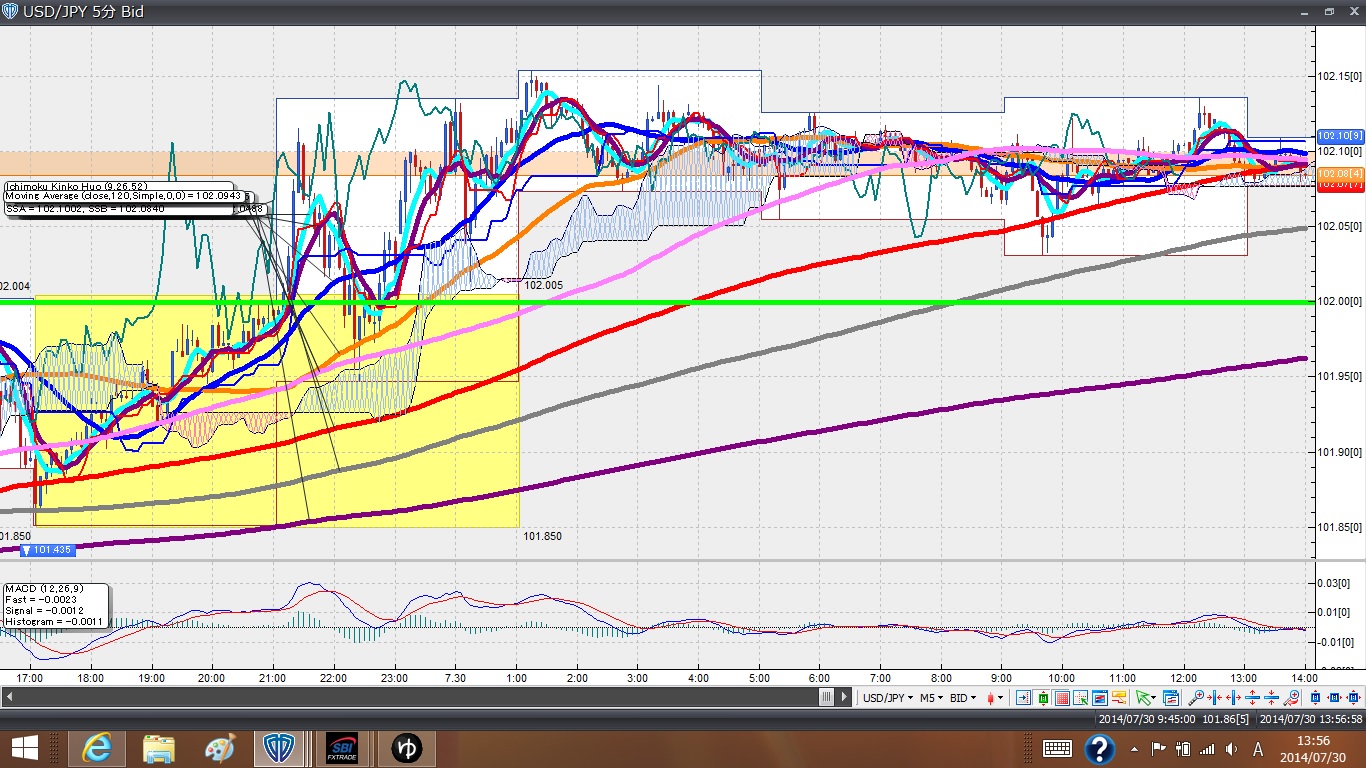 USD/JPY 5分 Bid
102.15[0]
102.10[9]
102.10[0]
102.08[4]
102.07[7]
Ichimoku Kinko Hyo (9,26,52)
Moving Average (close,120,Simple,0,0) = 102.0943
SSA = 102.1002, SSB = 102.0840
102.05[0]
02.004
102.005
102.00[0]
101.95[0]
101.90[0]
01.850
101.850
101.85[0]
101.435
MACD (12,26,9)
Fast = -0.0023
Signal = -0.0012
Histogram = -0.0011
0.03[0]
0.01[0]
-0.01[0]
17:00 18:00 19:00 20:00 21:00 22:00 23:00 7.30 1:00 2:00 3:00 4:00 5:00 6:00 7:00 8:00 9:00 10:00 11:00 12:00 13:00 14:00
USD/JPY M5 BID
2014/07/30 9:45:00 101.86[5] 2014/07/30 13:56:58
SBI
FXTRADE
ゆ
A
13:56
2014/07/30